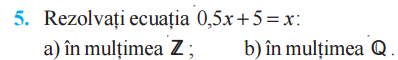 5. Rezolvați ecuația 0,5x + 5 = x:
a) în mulțimea ℤ; b) în mulțimea ℚ.